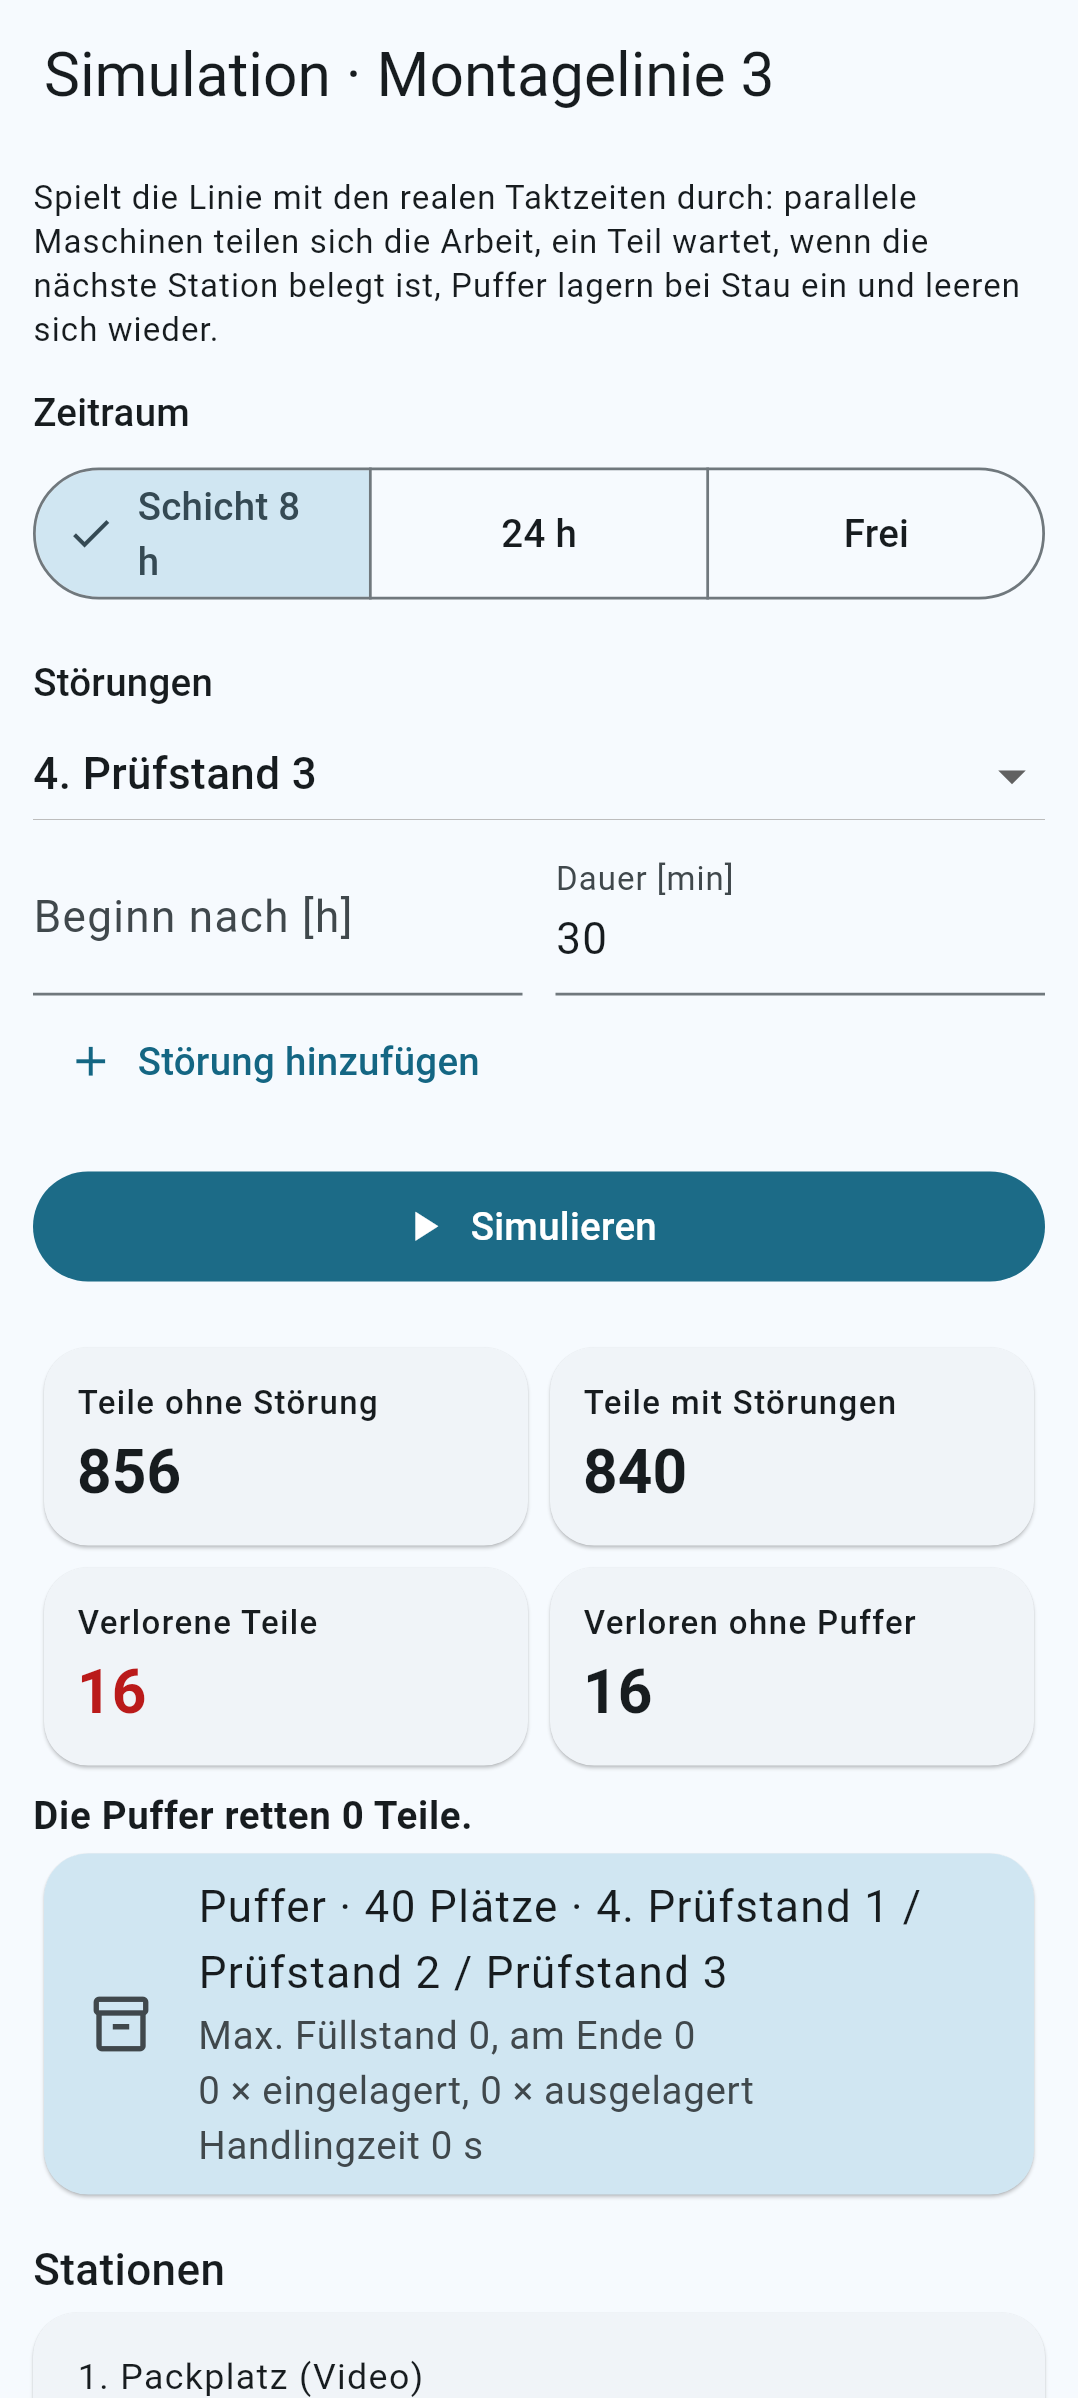 Simulation · Montagelinie 3
Spielt die Linie mit den realen Taktzeiten durch: parallele
Maschinen teilen sich die Arbeit, ein Teil wartet, wenn die
nächste Station belegt ist, Puffer lagern bei Stau ein und leeren
sich wieder.
Zeitraum
Schicht 8
h
24 h
Frei
Störungen
4. Prüfstand 3
Beginn nach [h]
Dauer [min]
30
Störung hinzufügen
Simulieren
Teile ohne Störung
856
Teile mit Störungen
840
Verlorene Teile
16
Verloren ohne Puffer
16
Die Puffer retten 0 Teile.
Puffer · 40 Plätze · 4. Prüfstand 1 /
Prüfstand 2 / Prüfstand 3
Max. Füllstand 0, am Ende 0
0 × eingelagert, 0 × ausgelagert
Handlingzeit 0 s
Stationen
1. Packplatz (Video)